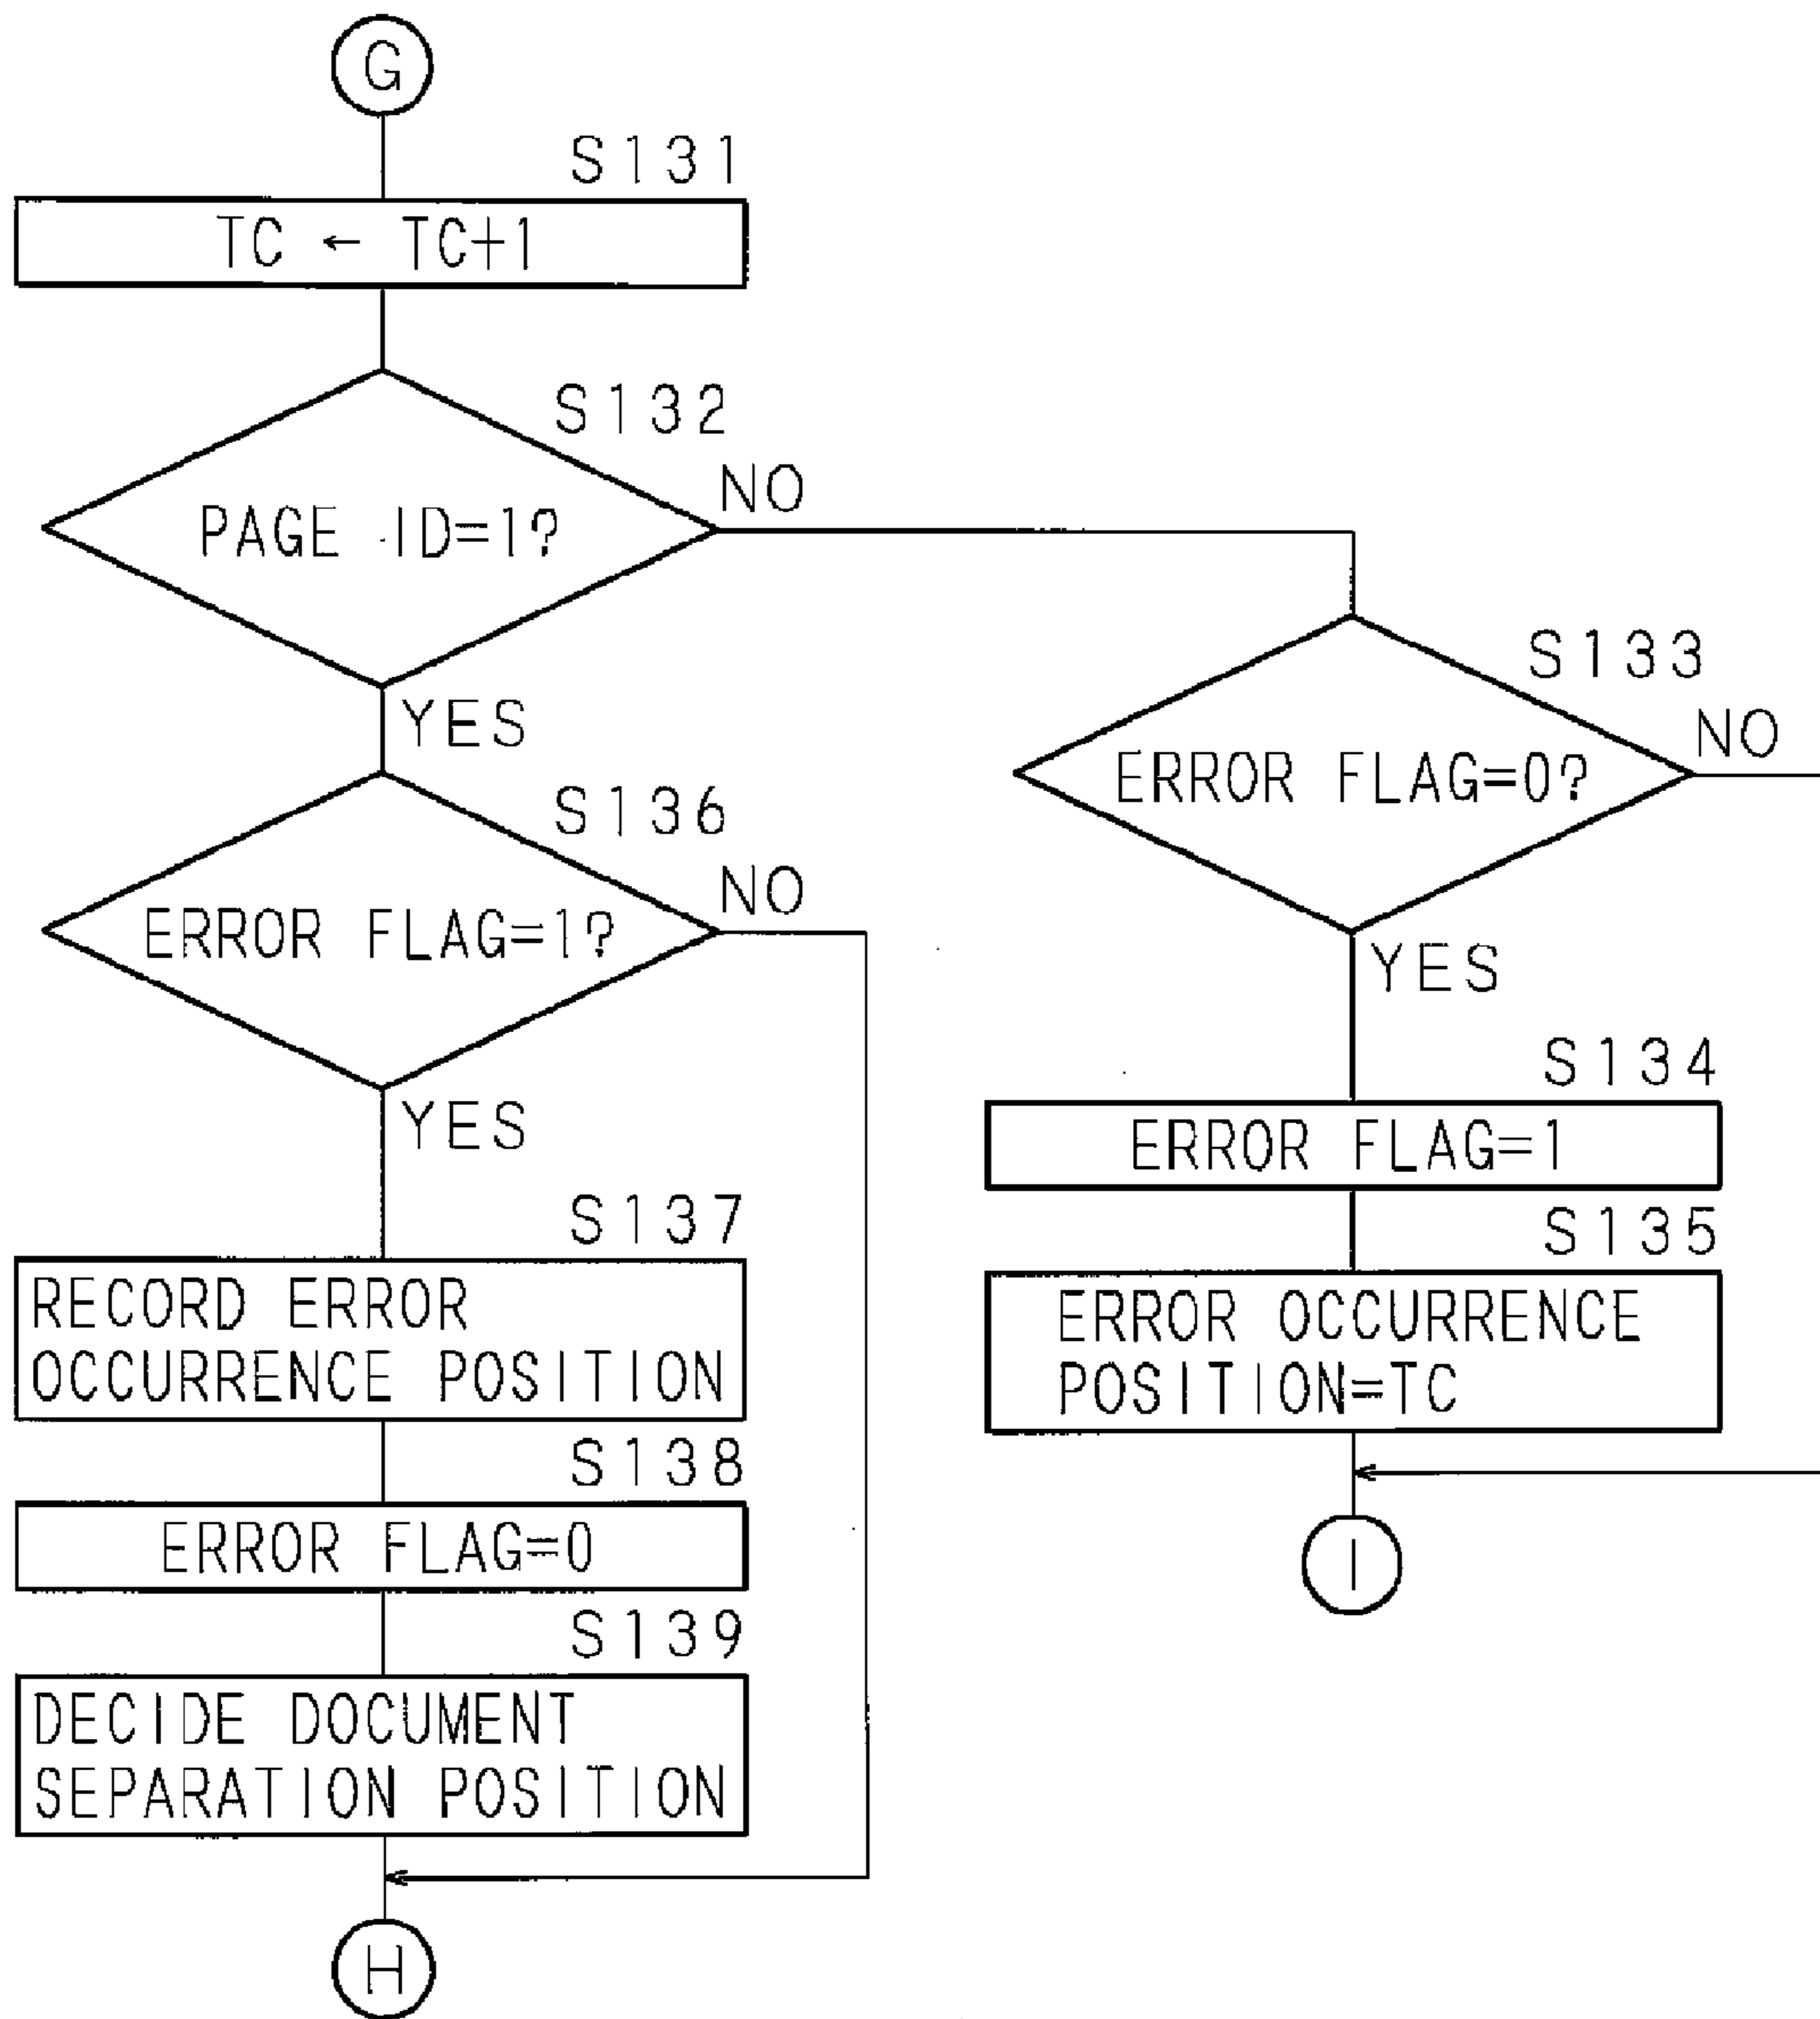 G
S131
TC ← TC+1
S132
PAGE ID=1?
NO
YES
S133
ERROR FLAG=0?
NO
YES
S134
ERROR FLAG=1
S135
ERROR OCCURRENCE
POSITION=TC
I
S136
ERROR FLAG=1?
NO
YES
S137
RECORD ERROR
OCCURRENCE POSITION
S138
ERROR FLAG=0
S139
DECIDE DOCUMENT
SEPARATION POSITION
H